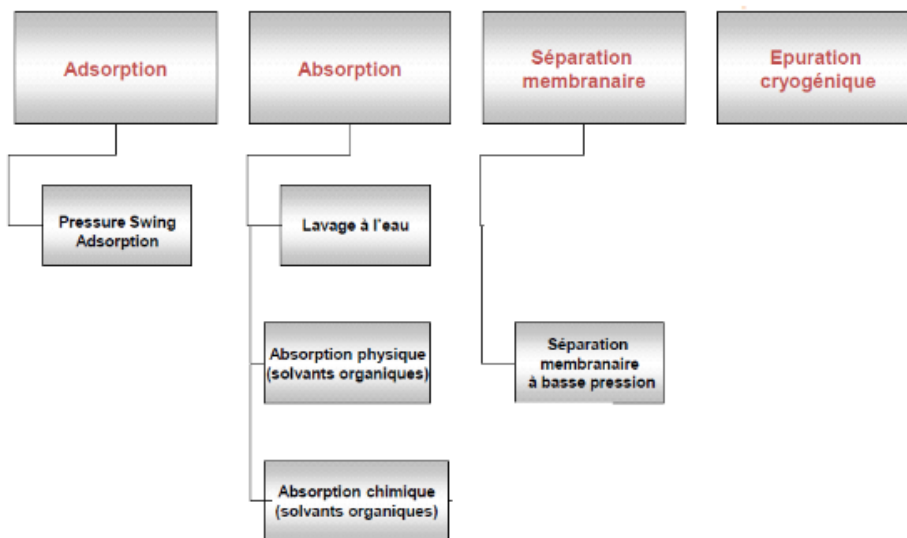 Adsorption
Absorption
Séparation
membranaire
Epuration
cryogénique
Pressure Swing
Adsorption
Lavage à l'eau
Absorption physique
(solvants organiques)
Séparation
membranaire
à basse pression
Absorption chimique
(solvants organiques)